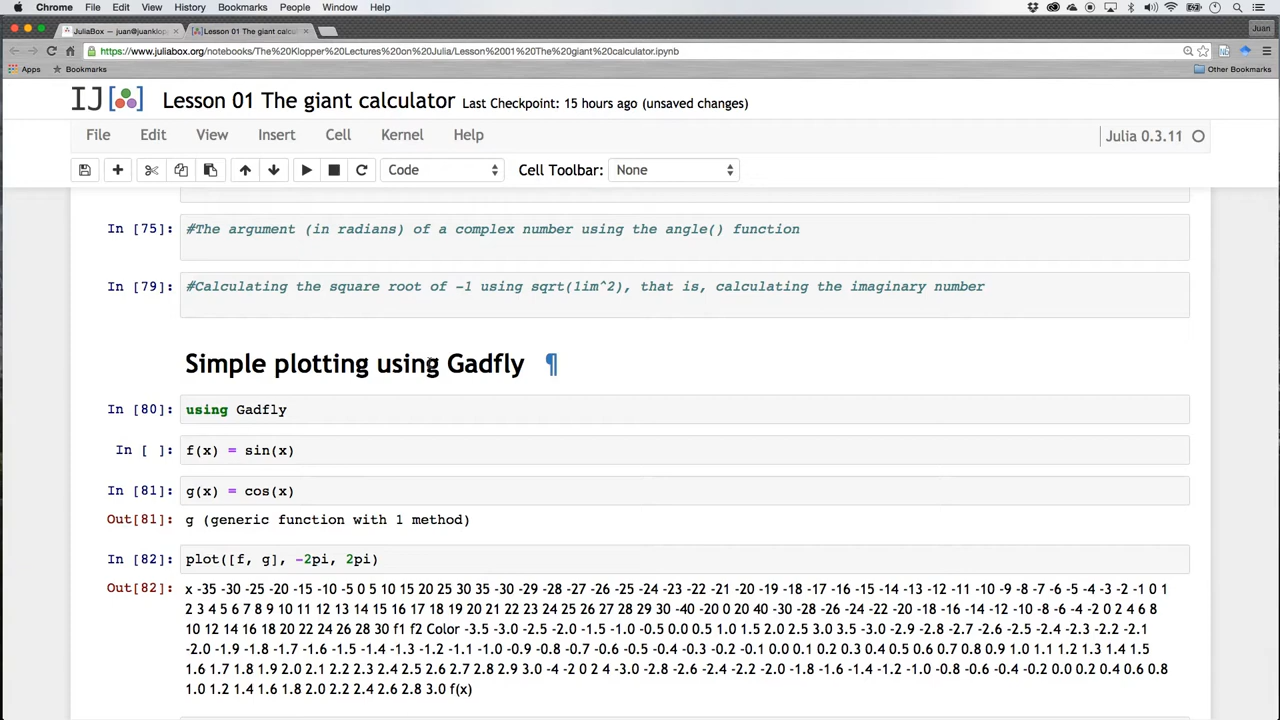 Chrome File Edit View History Bookmarks People Window Help
JuliaBox — juan@juanklop
Lesson 01 The giant calcul
Juan
https://www.juliabox.org/notebooks/The%20Klopper%20Lectures%20on%20Julia/Lesson%2001%20The%20giant%20calculator.ipynb
Apps Bookmarks Other Bookmarks
IJ[ ] Lesson 01 The giant calculator Last Checkpoint: 15 hours ago (unsaved changes)
File Edit View Insert Cell Kernel Help Julia 0.3.11
Code Cell Toolbar: None
In [75]: #The argument (in radians) of a complex number using the angle() function
In [79]: #Calculating the square root of -1 using sqrt(1im^2), that is, calculating the imaginary number
Simple plotting using Gadfly ¶
In [80]: using Gadfly
In [ ]: f(x) = sin(x)
In [81]: g(x) = cos(x)
Out[81]: g (generic function with 1 method)
In [82]: plot([f, g], -2pi, 2pi)
Out[82]: x -35 -30 -25 -20 -15 -10 -5 0 5 10 15 20 25 30 35 -30 -29 -28 -27 -26 -25 -24 -23 -22 -21 -20 -19 -18 -17 -16 -15 -14 -13 -12 -11 -10 -9 -8 -7 -6 -5 -4 -3 -2 -1 0 1
2 3 4 5 6 7 8 9 10 11 12 13 14 15 16 17 18 19 20 21 22 23 24 25 26 27 28 29 30 -40 -20 0 20 40 -30 -28 -26 -24 -22 -20 -18 -16 -14 -12 -10 -8 -6 -4 -2 0 2 4 6 8
10 12 14 16 18 20 22 24 26 28 30 f1 f2 Color -3.5 -3.0 -2.5 -2.0 -1.5 -1.0 -0.5 0.0 0.5 1.0 1.5 2.0 2.5 3.0 3.5 -3.0 -2.9 -2.8 -2.7 -2.6 -2.5 -2.4 -2.3 -2.2 -2.1
-2.0 -1.9 -1.8 -1.7 -1.6 -1.5 -1.4 -1.3 -1.2 -1.1 -1.0 -0.9 -0.8 -0.7 -0.6 -0.5 -0.4 -0.3 -0.2 -0.1 0.0 0.1 0.2 0.3 0.4 0.5 0.6 0.7 0.8 0.9 1.0 1.1 1.2 1.3 1.4 1.5
1.6 1.7 1.8 1.9 2.0 2.1 2.2 2.3 2.4 2.5 2.6 2.7 2.8 2.9 3.0 -4 -2 0 2 4 -3.0 -2.8 -2.6 -2.4 -2.2 -2.0 -1.8 -1.6 -1.4 -1.2 -1.0 -0.8 -0.6 -0.4 -0.2 0.0 0.2 0.4 0.6 0.8
1.0 1.2 1.4 1.6 1.8 2.0 2.2 2.4 2.6 2.8 3.0 f(x)